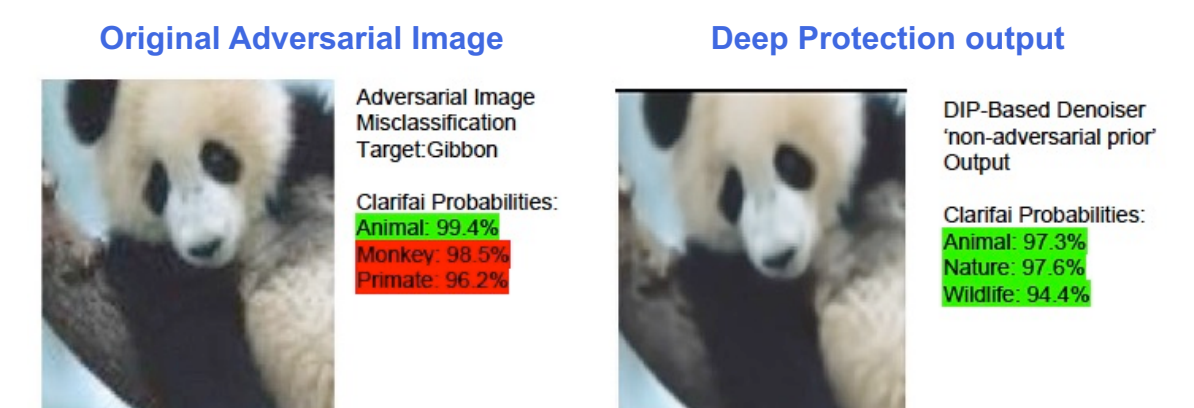 Original Adversarial Image
Adversarial Image
Misclassification
Target:Gibbon
Clarifai Probabilities:
Animal: 99.4%
Monkey: 98.5%
Primate: 96.2%
Deep Protection output
DIP-Based Denoiser
‘non-adversarial prior’
Output
Clarifai Probabilities:
Animal: 97.3%
Nature: 97.6%
Wildlife: 94.4%